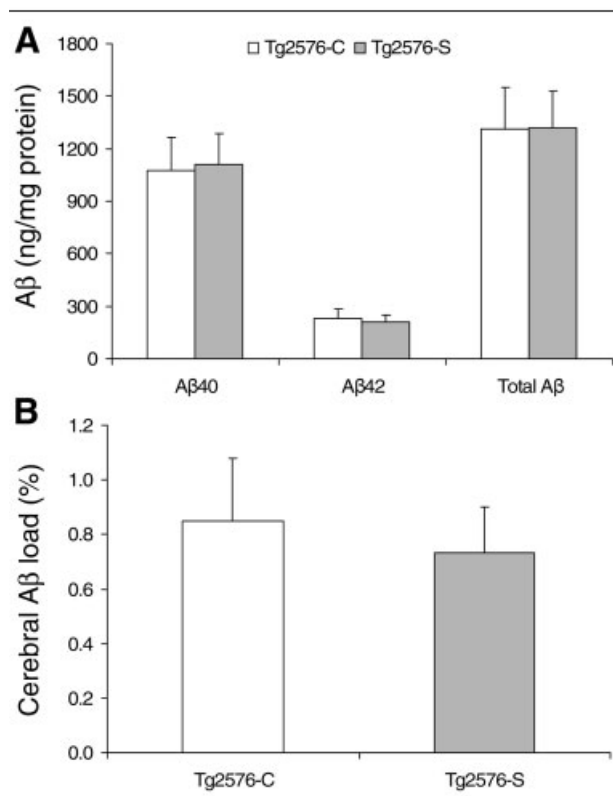 A
Tg2576-C Tg2576-S
Aβ (ng/mg protein)
1800
1500
1200
900
600
300
0
Aβ40 Aβ42 Total Aβ
B
Cerebral Aβ load (%)
1.2
1.0
0.8
0.6
0.4
0.2
0.0
Tg2576-C Tg2576-S